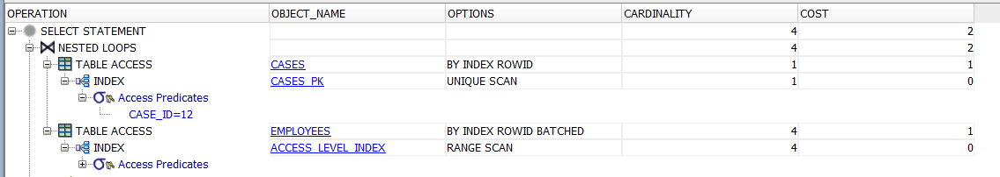 OPERATION OBJECT_NAME OPTIONS CARDINALITY COST
SELECT STATEMENT 4 2
NESTED LOOPS 4 2
TABLE ACCESS CASES BY INDEX ROWID 1 1
INDEX CASES_PK UNIQUE SCAN 1 0
Access Predicates
CASE_ID=12
TABLE ACCESS EMPLOYEES BY INDEX ROWID BATCHED 4 1
INDEX ACCESS_LEVEL_INDEX RANGE SCAN 4 0
Access Predicates